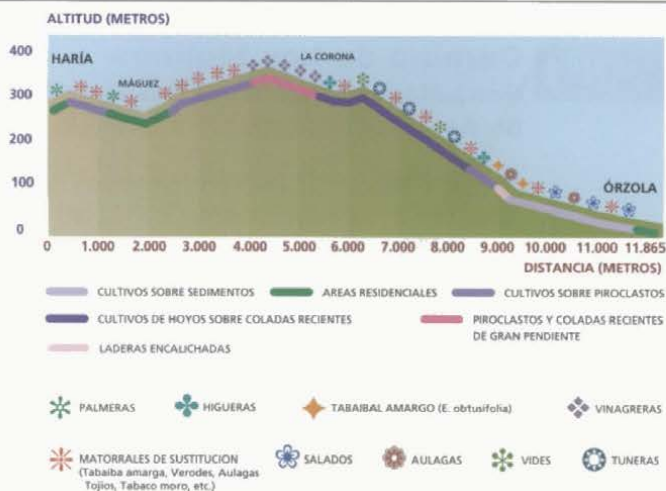 ALTITUD (METROS)
400
300
200
100
0
HARÍA
MÁGUEZ
LA CORONA
ÓRZOLA
0 1.000 2.000 3.000 4.000 5.000 6.000 7.000 8.000 9.000 10.000 11.000 11.865
DISTANCIA (METROS)
CULTIVOS SOBRE SEDIMENTOS AREAS RESIDENCIALES CULTIVOS SOBRE PIROCLASTOS
CULTIVOS DE HOYOS SOBRE COLADAS RECIENTES PIROCLASTOS Y COLADAS RECIENTES
DE GRAN PENDIENTE
LADERAS ENCALICHADAS
PALMERAS HIGUERAS TABAIBAL AMARGO (E. obtusifolia) VINAGRERAS
MATORRALES DE SUSTITUCION SALADOS AULAGAS VIDES TUNERAS
(Tabaiba amarga, Verodes, Aulagas
Tojios, Tabaco moro, etc.)